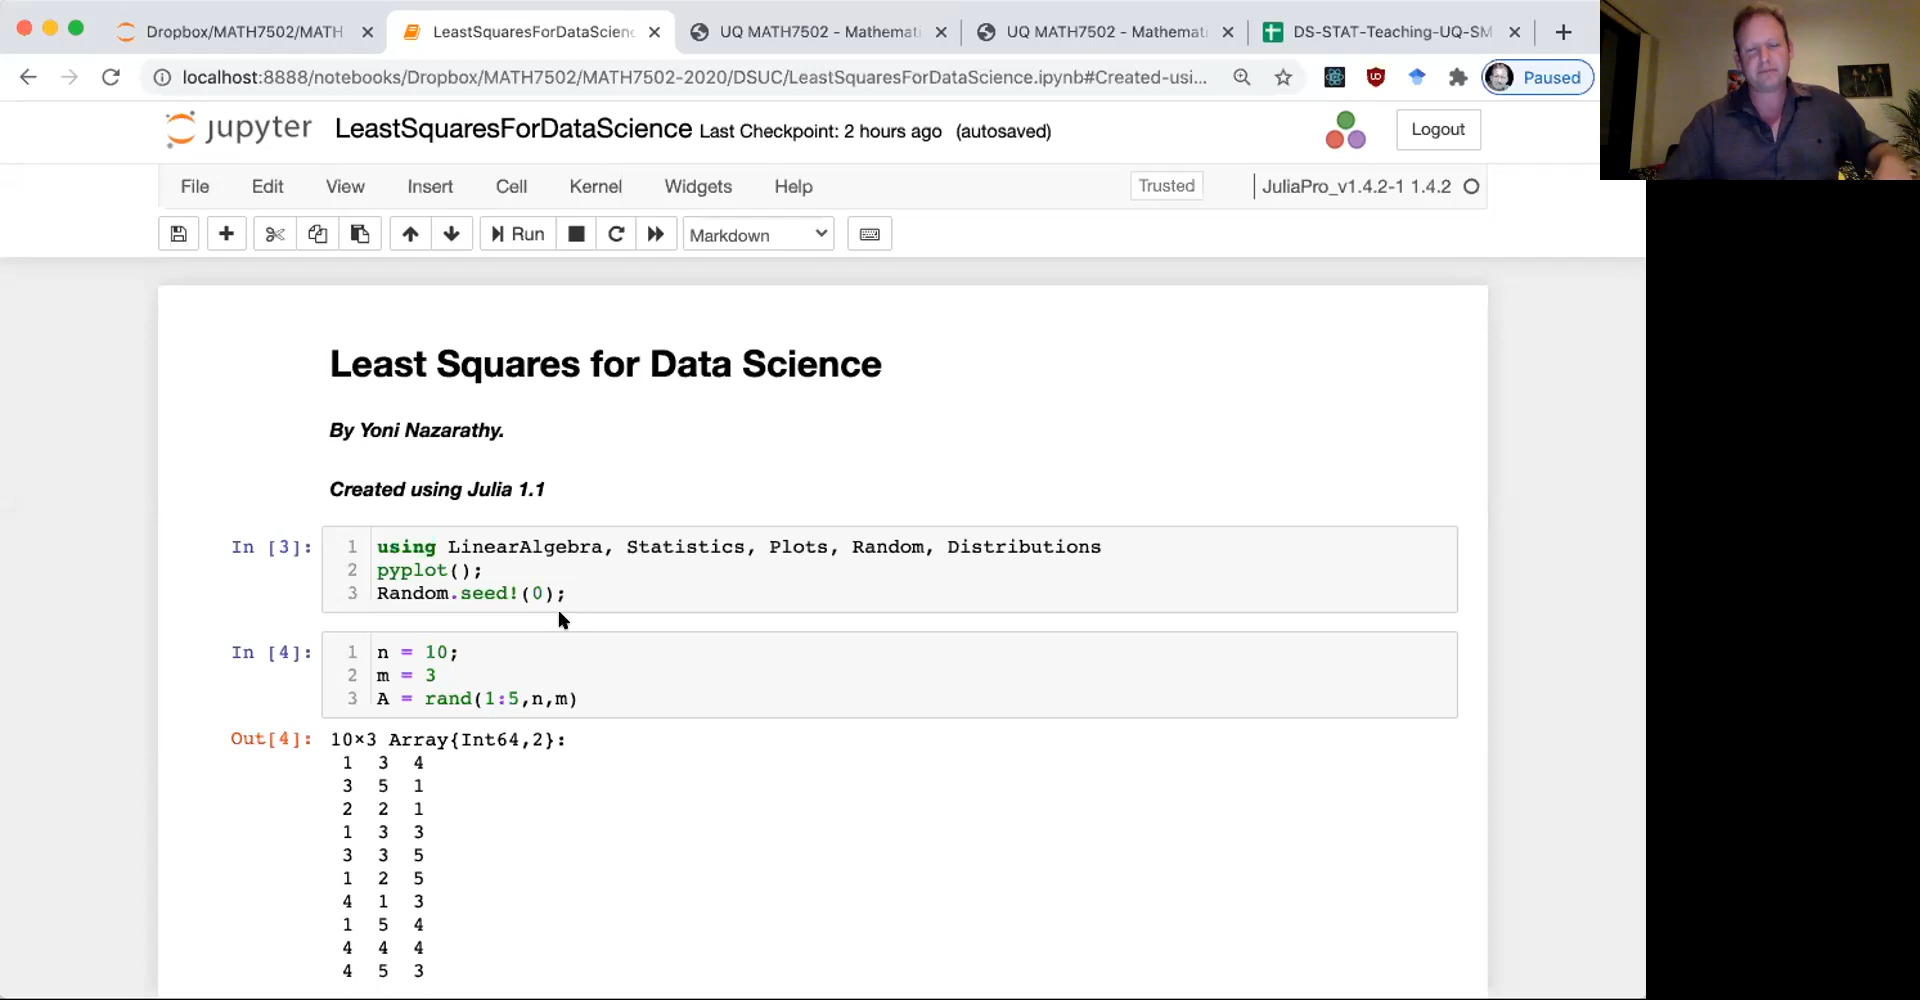 Dropbox/MATH7502/MATH
LeastSquaresForDataScienc
UQ MATH7502 - Mathemati
UQ MATH7502 - Mathemati
DS-STAT-Teaching-UQ-SM
localhost:8888/notebooks/Dropbox/MATH7502/MATH7502-2020/DSUC/LeastSquaresForDataScience.ipynb#Created-usi...
Paused
jupyter LeastSquaresForDataScience Last Checkpoint: 2 hours ago (autosaved)
Logout
File Edit View Insert Cell Kernel Widgets Help
Trusted
JuliaPro_v1.4.2-1 1.4.2
Run
Markdown
Least Squares for Data Science
By Yoni Nazarathy.
Created using Julia 1.1
In [3]: 1 using LinearAlgebra, Statistics, Plots, Random, Distributions
2 pyplot();
3 Random.seed!(0);
In [4]: 1 n = 10;
2 m = 3
3 A = rand(1:5,n,m)
Out[4]: 10×3 Array{Int64,2}:
1 3 4
3 5 1
2 2 1
1 3 3
3 3 5
1 2 5
4 1 3
1 5 4
4 4 4
4 5 3